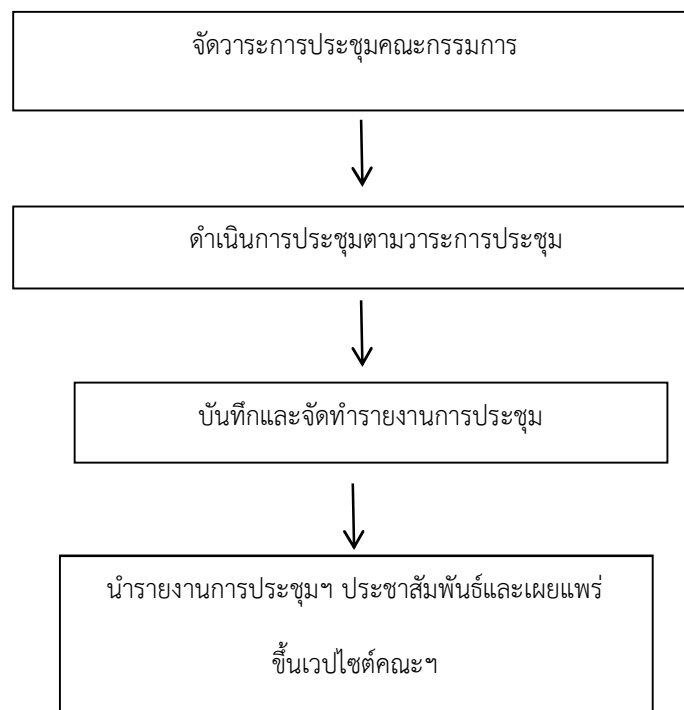 จัดวาระการประชุมคณะกรรมการ
ดำเนินการประชุมตามวาระการประชุม
บันทึกและจัดทำรายงานการประชุม
นำรายงานการประชุมฯ ประชาสัมพันธ์และเผยแพร่
ขึ้นเวปไซต์คณะฯ